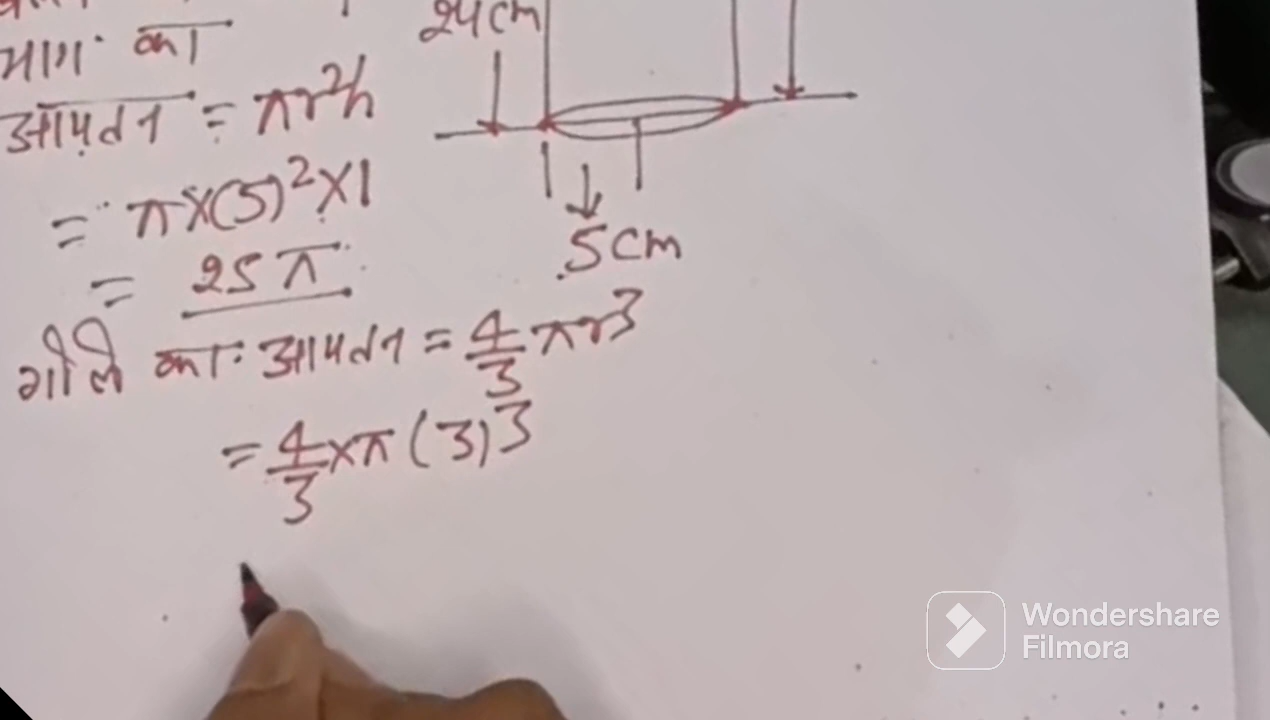 24cm
भाग का
आयतन = πr²h
= π×(5)²×1
= 25π
5cm
गोले का आयतन = 4/3 πr³
= 4/3 × π (3)³
Wondershare
Filmora